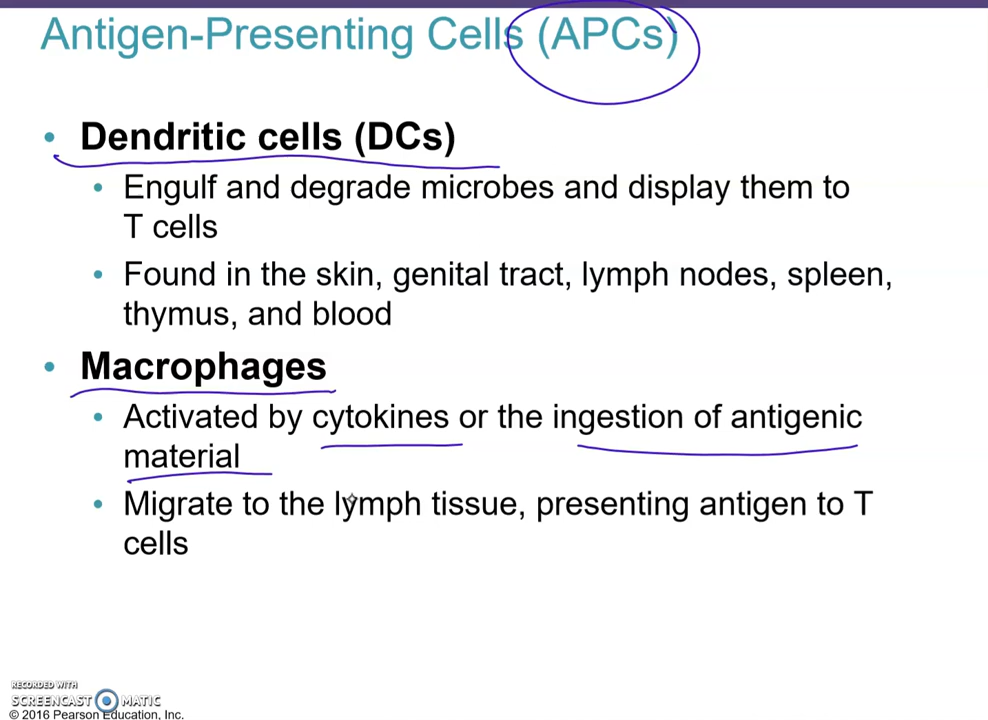 Antigen-Presenting Cells (APCs)
• Dendritic cells (DCs)
• Engulf and degrade microbes and display them to
T cells
• Found in the skin, genital tract, lymph nodes, spleen,
thymus, and blood
• Macrophages
• Activated by cytokines or the ingestion of antigenic
material
• Migrate to the lymph tissue, presenting antigen to T
cells
RECORDED WITH
SCREENCAST MATIC
© 2016 Pearson Education, Inc.